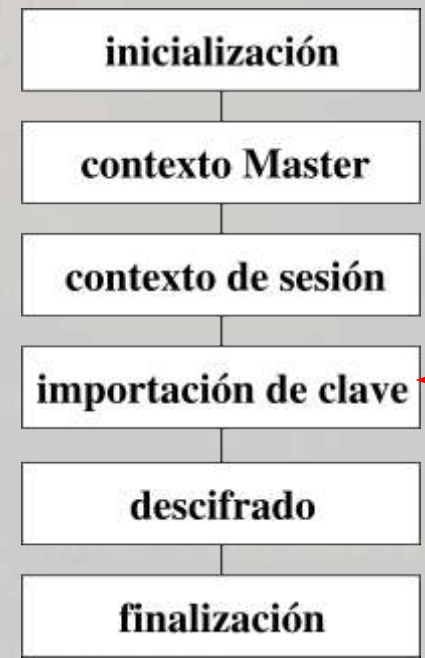 inicialización
contexto Master
contexto de sesión
importación de clave
descifrado
finalización